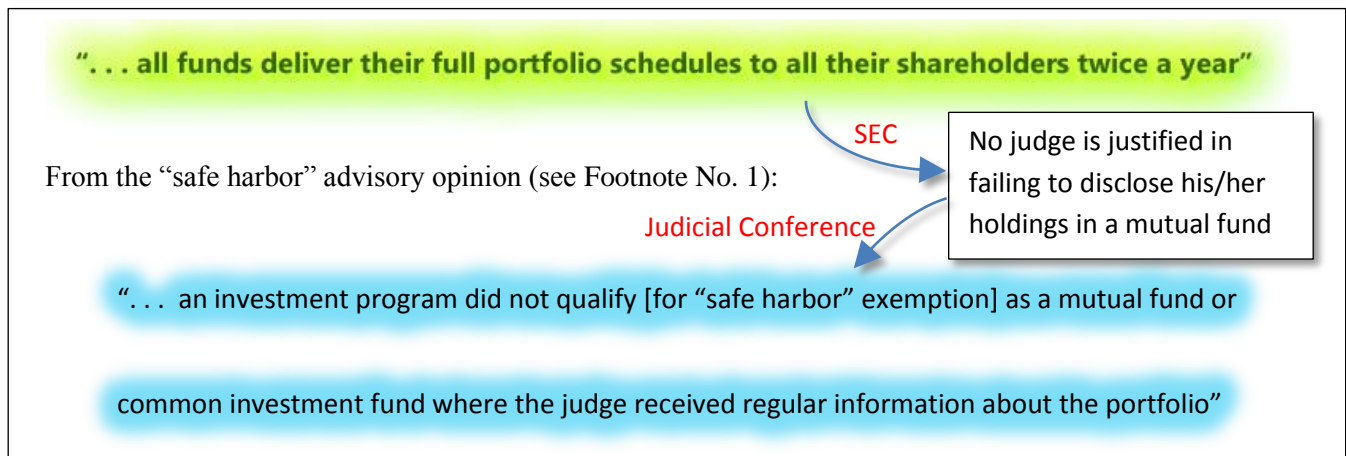 “. . . all funds deliver their full portfolio schedules to all their shareholders twice a year”
SEC
No judge is justified in
failing to disclose his/her
holdings in a mutual fund
From the “safe harbor” advisory opinion (see Footnote No. 1):
Judicial Conference
“. . . an investment program did not qualify [for “safe harbor” exemption] as a mutual fund or
common investment fund where the judge received regular information about the portfolio”